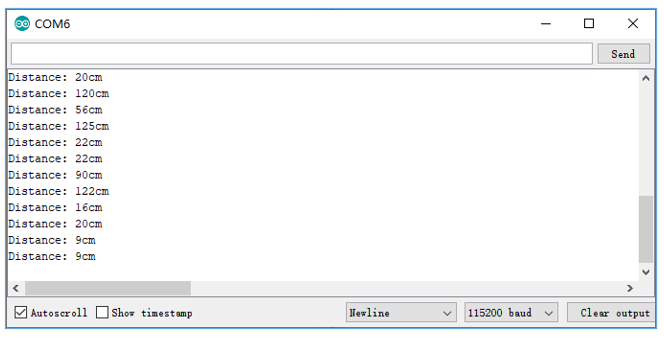 COM6
Send
Distance: 20cm
Distance: 120cm
Distance: 56cm
Distance: 125cm
Distance: 22cm
Distance: 22cm
Distance: 90cm
Distance: 122cm
Distance: 16cm
Distance: 20cm
Distance: 9cm
Distance: 9cm
Autoscroll Show timestamp Newline 115200 baud Clear output